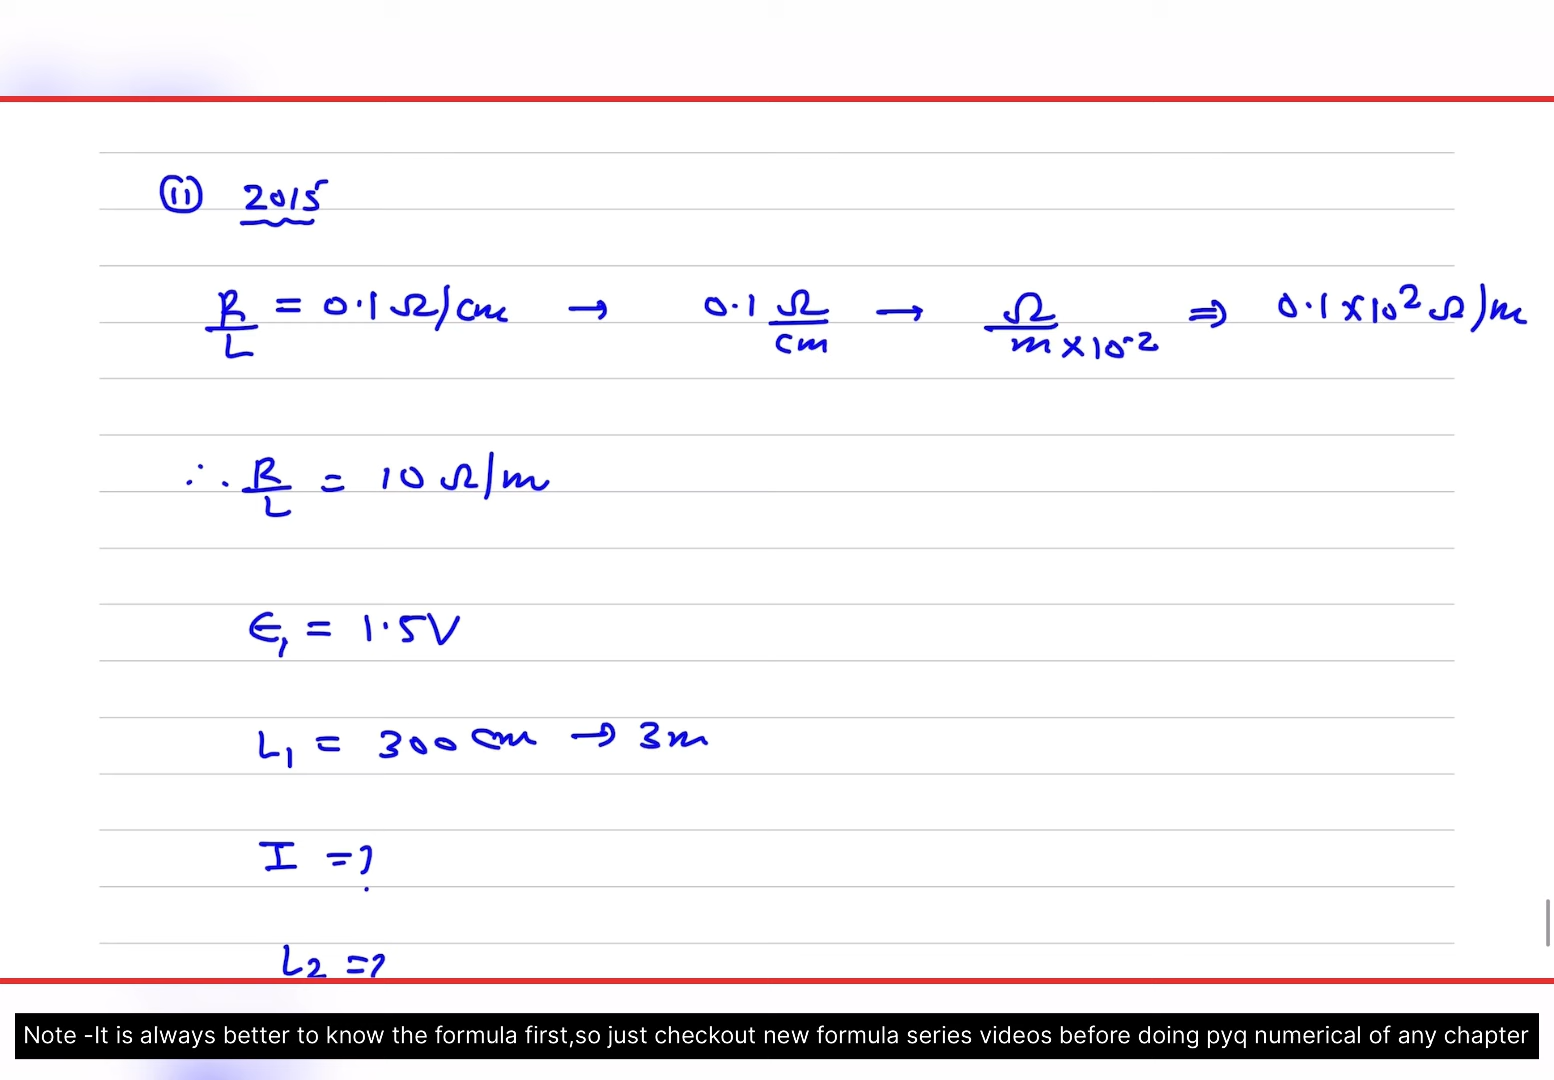 (ii) 2015
R/L = 0.1Ω/cm → 0.1 Ω/cm → Ω/m×10⁻² ⇒ 0.1×10² Ω/m
∴ R/L = 10 Ω/m
ϵ₁ = 1.5V
L₁ = 300 cm → 3m
I = ?
L₂ = ?
Note -It is always better to know the formula first,so just checkout new formula series videos before doing pyq numerical of any chapter